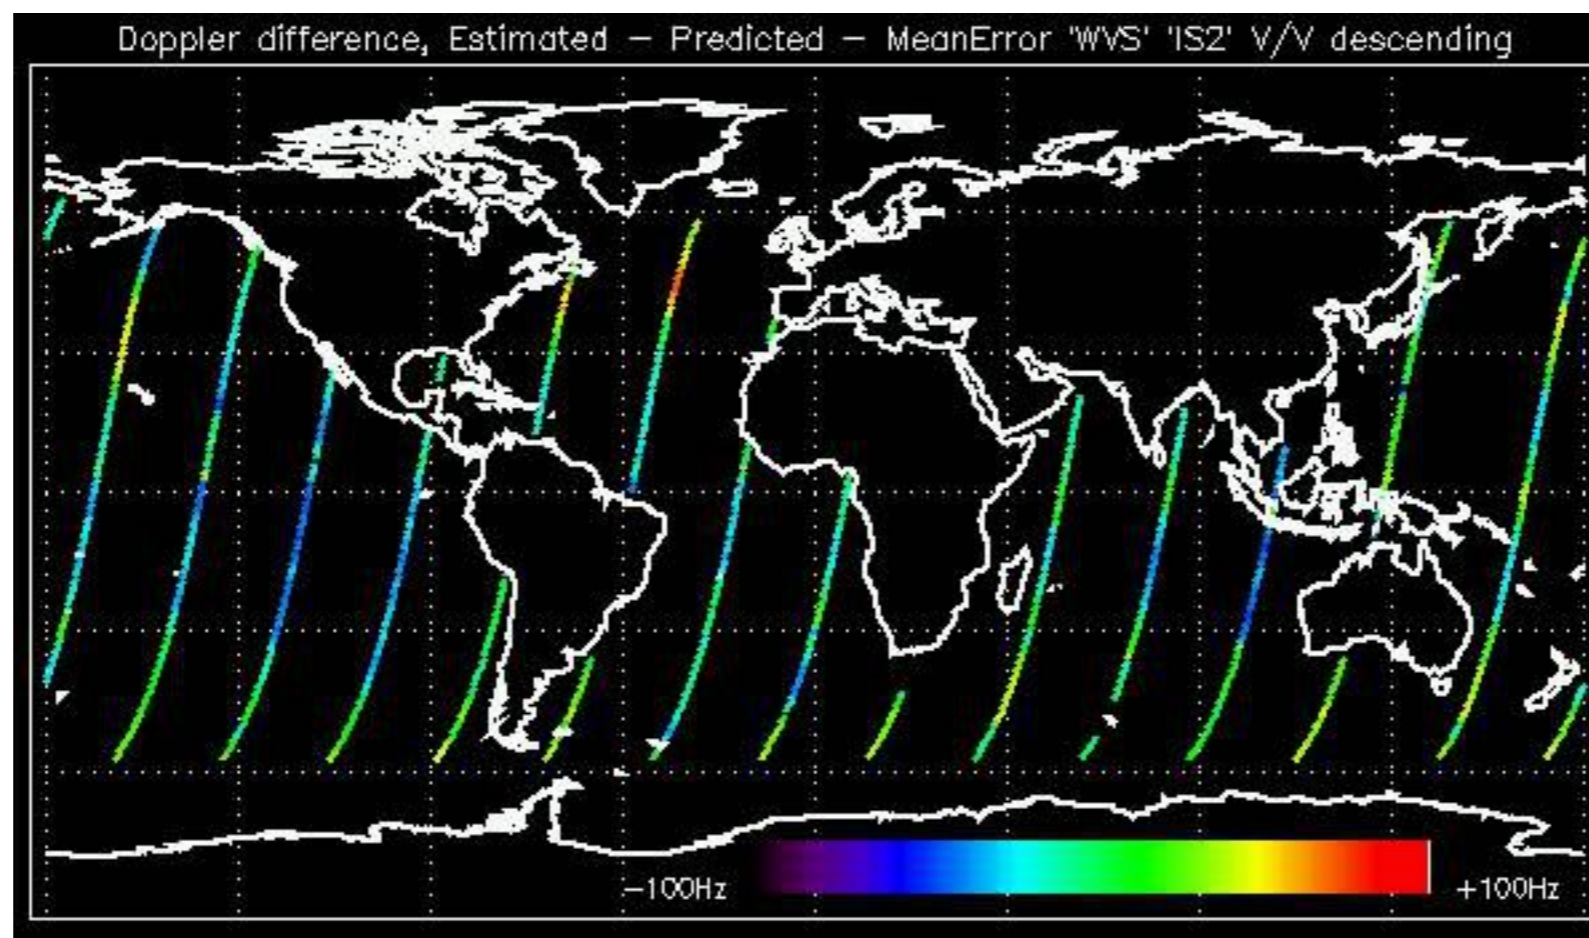 Doppler difference, Estimated – Predicted – MeanError 'WVS' 'IS2' V/V descending
–100Hz +100Hz